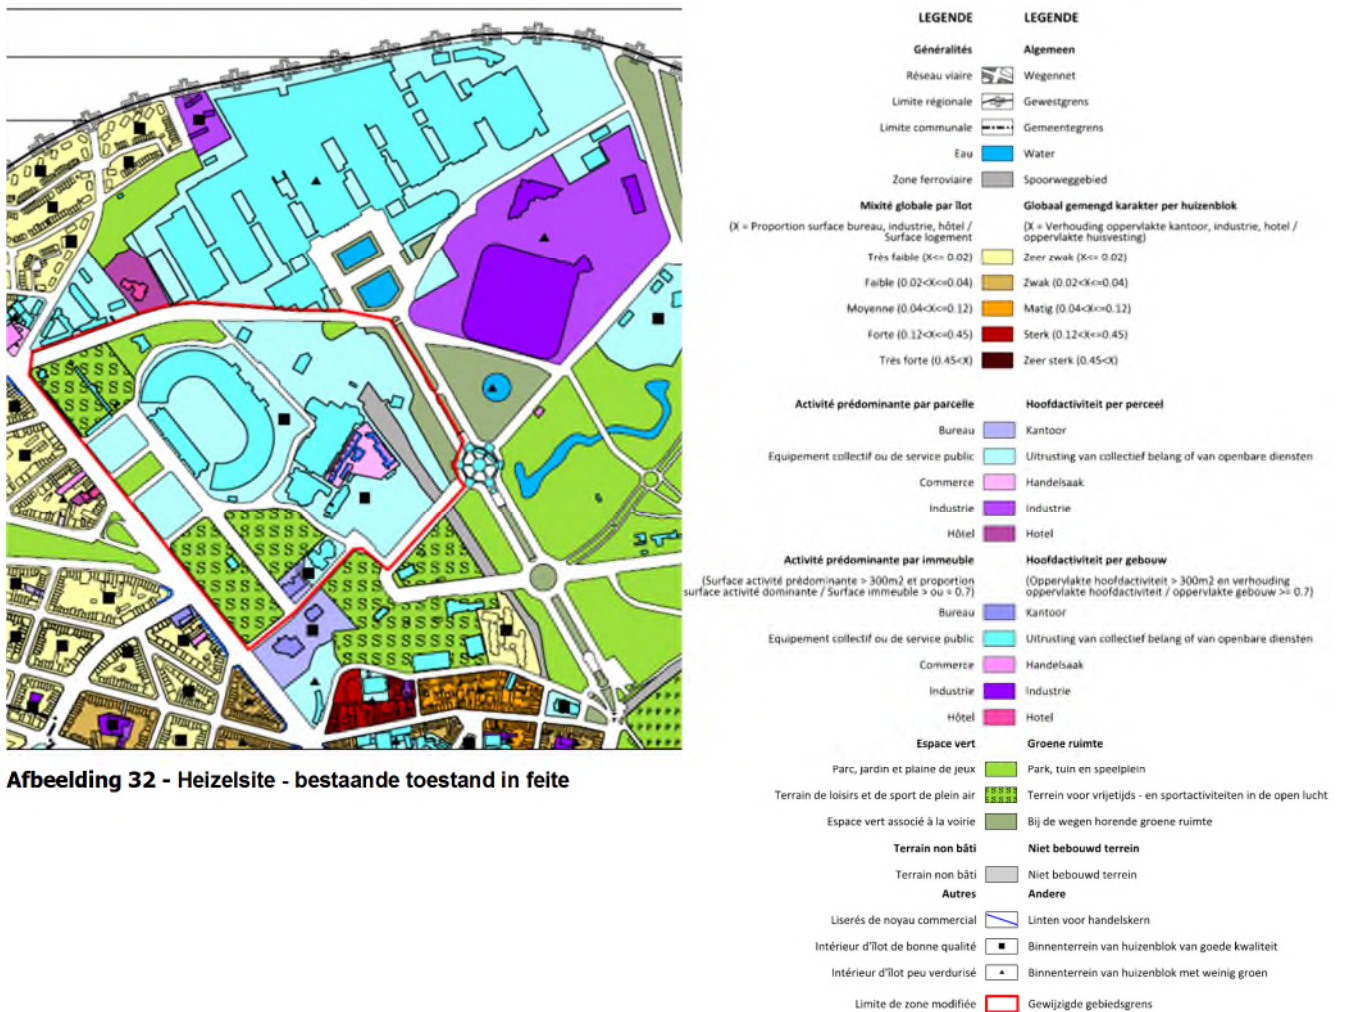 LEGENDE LEGENDE
Généralités Algemeen
Réseau viaire Wegennet
Limite régionale Gewestgrens
Limite communale Gemeentegrens
Eau Water
Zone ferroviaire Spoorweggebied
Mixité globale par îlot Globaal gemengd karakter per huizenblok
(X = Proportion surface bureau, industrie, hôtel / (X = Verhouding oppervlakte kantoor, industrie, hotel /
Surface logement oppervlakte huisvesting)
Très faible (X<= 0.02) Zeer zwak (X<= 0.02)
Faible (0.02<X<=0.04) Zwak (0.02<X<=0.04)
Moyenne (0.04<X<=0.12) Matig (0.04<X<=0.12)
Forte (0.12<X<=0.45) Sterk (0.12<X<=0.45)
Très forte (0.45<X) Zeer sterk (0.45<X)
Activité prédominante par parcelle Hoofdactiviteit per perceel
Bureau Kantoor
Equipement collectif ou de service public Uitrusting van collectief belang of van openbare diensten
Commerce Handelsaak
Industrie Industrie
Hôtel Hotel
Activité prédominante par immeuble Hoofdactiviteit per gebouw
(Surface activité prédominante > 300m2 et proportion (Oppervlakte hoofdactiviteit > 300m2 en verhouding
surface activité dominante / Surface immeuble > ou = 0.7) oppervlakte hoofdactiviteit / oppervlakte gebouw >= 0.7)
Bureau Kantoor
Equipement collectif ou de service public Uitrusting van collectief belang of van openbare diensten
Commerce Handelsaak
Industrie Industrie
Hôtel Hotel
Espace vert Groene ruimte
Parc, jardin et plaine de jeux Park, tuin en speelplein
Terrain de loisirs et de sport de plein air Terrein voor vrijetijds - en sportactiviteiten in de open lucht
Espace vert associé à la voirie Bij de wegen horende groene ruimte
Terrain non bâti Niet bebouwd terrein
Terrain non bâti Niet bebouwd terrein
Autres Andere
Liserés de noyau commercial Linten voor handelskern
Intérieur d'îlot de bonne qualité Binnenterrein van huizenblok van goede kwaliteit
Intérieur d'îlot peu verdurisé Binnenterrein van huizenblok met weinig groen
Limite de zone modifiée Gewijzigde gebiedsgrens
Afbeelding 32 - Heizelsite - bestaande toestand in feite